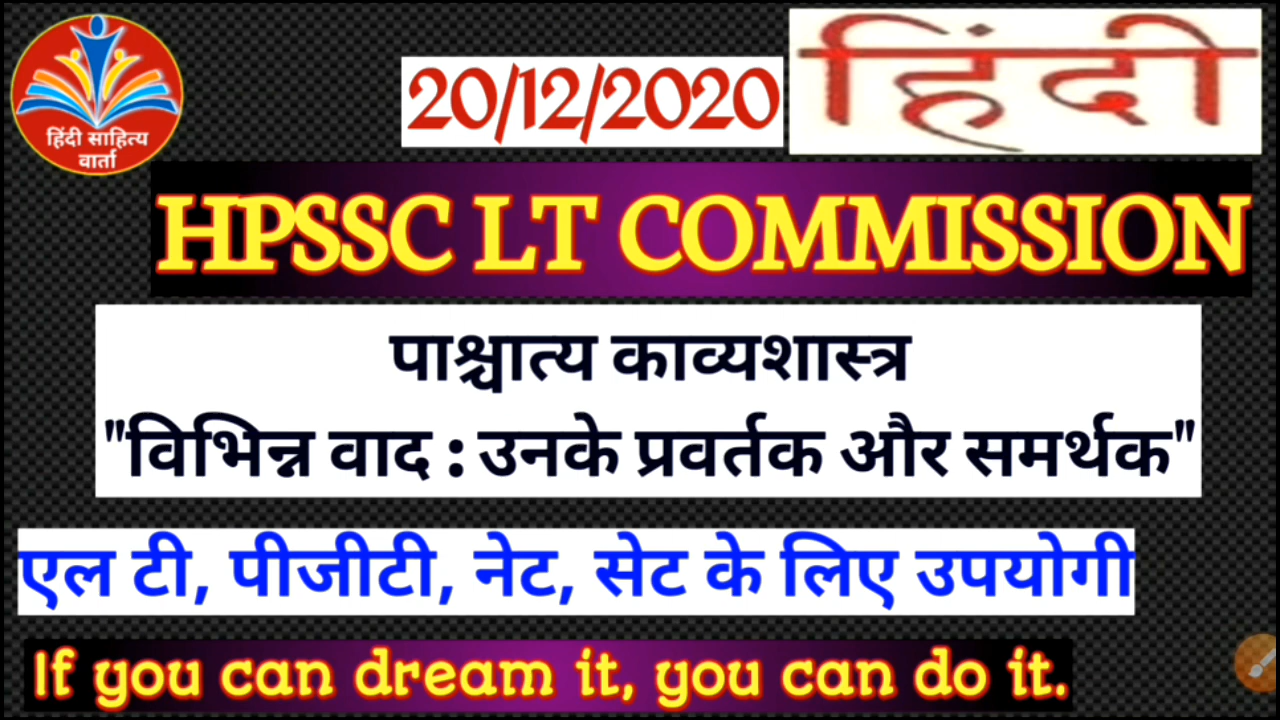 हिंदी साहित्य
वार्ता
20/12/2020
हिंदी
HPSSC LT COMMISSION
पाश्चात्य काव्यशास्त्र
"विभिन्न वाद : उनके प्रवर्तक और समर्थक"
एल टी, पीजीटी, नेट, सेट के लिए उपयोगी
If you can dream it, you can do it.